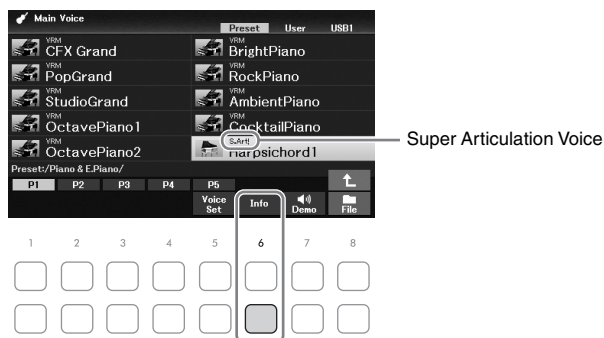 Main Voice
Preset User USB1
VRM VRM
CFX Grand BrightPiano
VRM VRM
PopGrand RockPiano
VRM VRM
StudioGrand AmbientPiano
VRM VRM
OctavePiano1 CocktailPiano
VRM S.Art!
OctavePiano2 Harpsichord1
Super Articulation Voice
Preset:/Piano & E.Piano/
P1 P2 P3 P4 P5
Voice Set Info Demo File
1 2 3 4 5 6 7 8